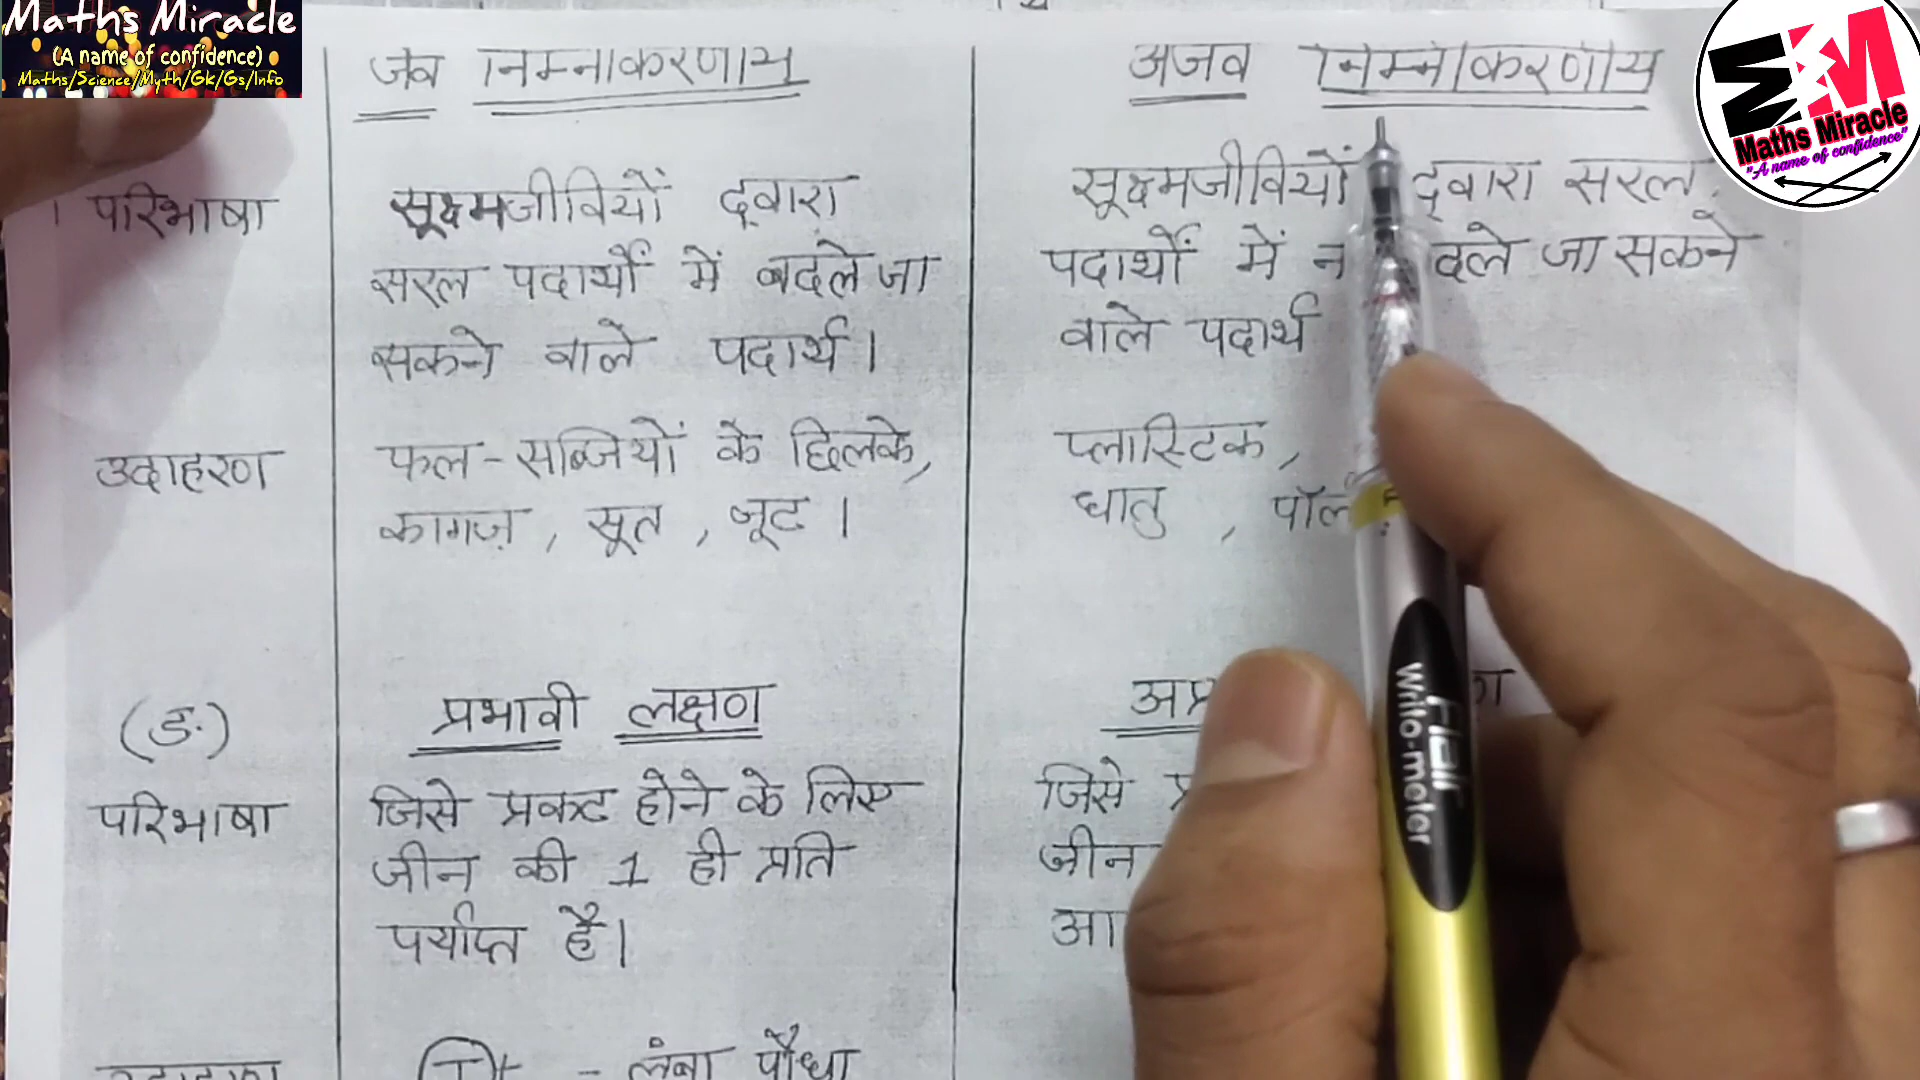 Maths Miracle
(A name of confidence)
Maths/Science/Myth/Gk/Gs/Info
MM
Maths Miracle
"A name of confidence"
जैव निम्नीकरणीय
अजैव निम्नीकरणीय
परिभाषा
सूक्ष्मजीवियों द्वारा
सरल पदार्थों में बदले जा
सकने वाले पदार्थ।
सूक्ष्मजीवियों द्वारा सरल
पदार्थों में न दले जा सकने
वाले पदार्थ
उदाहरण
फल-सब्जियों के छिलके,
कागज़, सूत, जूट।
प्लास्टिक,
धातु,
(ङ)
प्रभावी लक्षण
परिभाषा
जिसे प्रकट होने के लिए
जीन की 1 ही प्रति
पर्याप्त है।
जिसे
जीन
- लंबा पौधा
Flair
Writo-meter